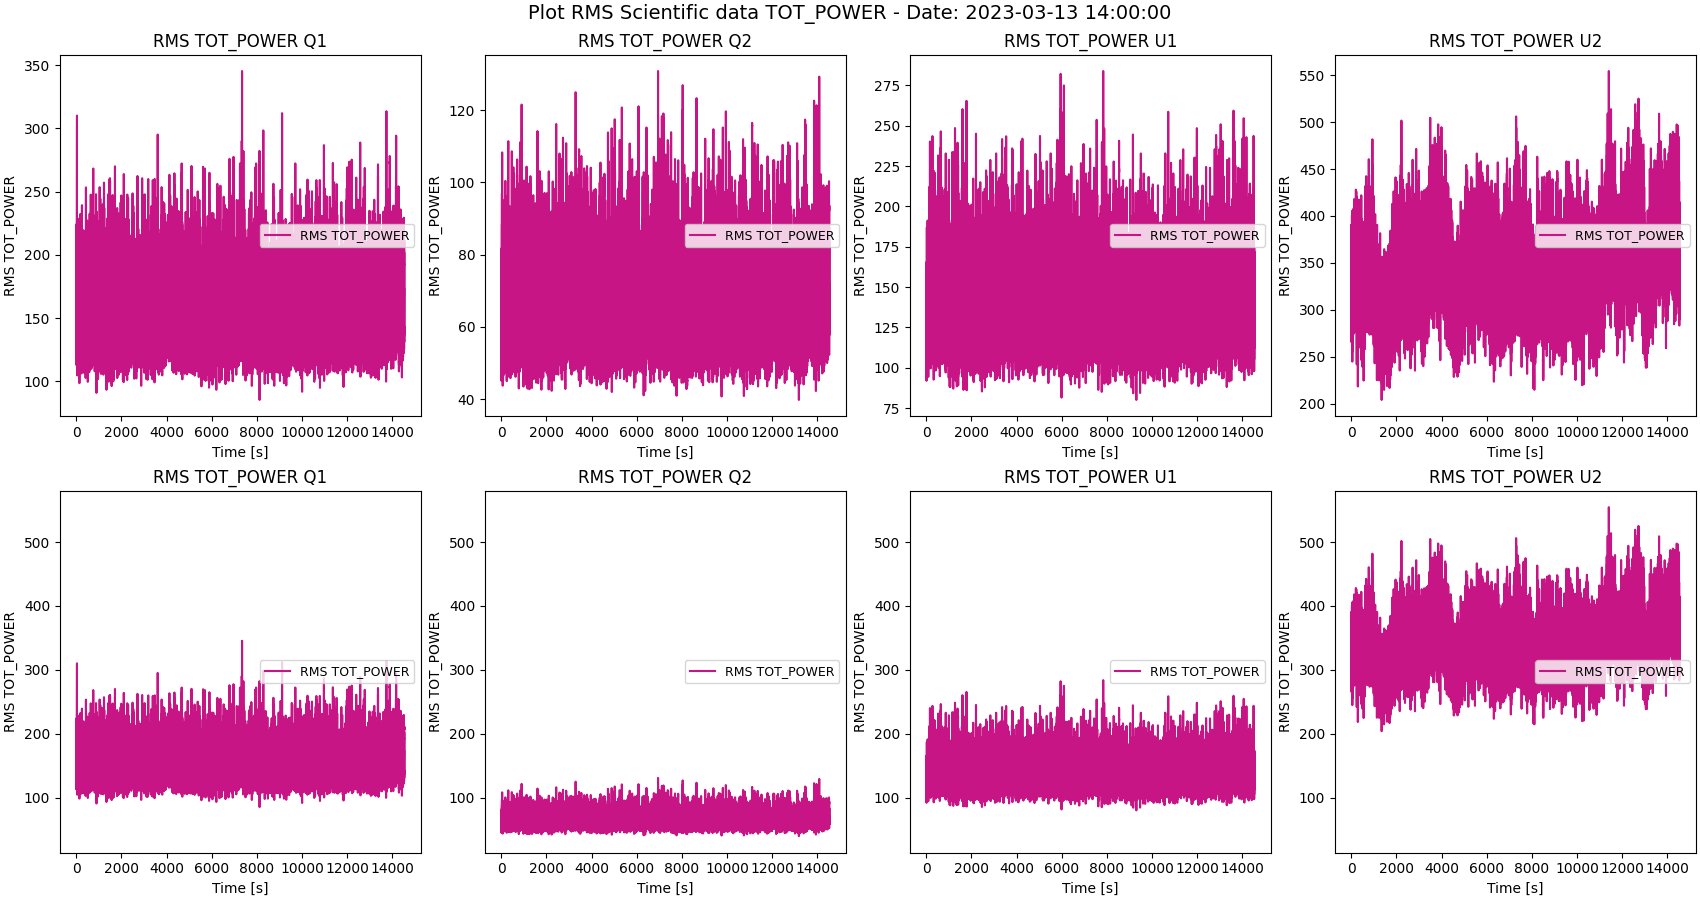 Plot RMS Scientific data TOT_POWER - Date: 2023-03-13 14:00:00
RMS TOT_POWER Q1
RMS TOT_POWER
350
300
250
200
150
100
RMS TOT_POWER
0 2000 4000 6000 8000 10000 12000 14000
Time [s]
RMS TOT_POWER Q2
RMS TOT_POWER
120
100
80
60
40
RMS TOT_POWER
0 2000 4000 6000 8000 10000 12000 14000
Time [s]
RMS TOT_POWER U1
RMS TOT_POWER
275
250
225
200
175
150
125
100
75
RMS TOT_POWER
0 2000 4000 6000 8000 10000 12000 14000
Time [s]
RMS TOT_POWER U2
RMS TOT_POWER
550
500
450
400
350
300
250
200
RMS TOT_POWER
0 2000 4000 6000 8000 10000 12000 14000
Time [s]
RMS TOT_POWER Q1
RMS TOT_POWER
500
400
300
200
100
RMS TOT_POWER
0 2000 4000 6000 8000 10000 12000 14000
Time [s]
RMS TOT_POWER Q2
RMS TOT_POWER
500
400
300
200
100
RMS TOT_POWER
0 2000 4000 6000 8000 10000 12000 14000
Time [s]
RMS TOT_POWER U1
RMS TOT_POWER
500
400
300
200
100
RMS TOT_POWER
0 2000 4000 6000 8000 10000 12000 14000
Time [s]
RMS TOT_POWER U2
RMS TOT_POWER
500
400
300
200
100
RMS TOT_POWER
0 2000 4000 6000 8000 10000 12000 14000
Time [s]